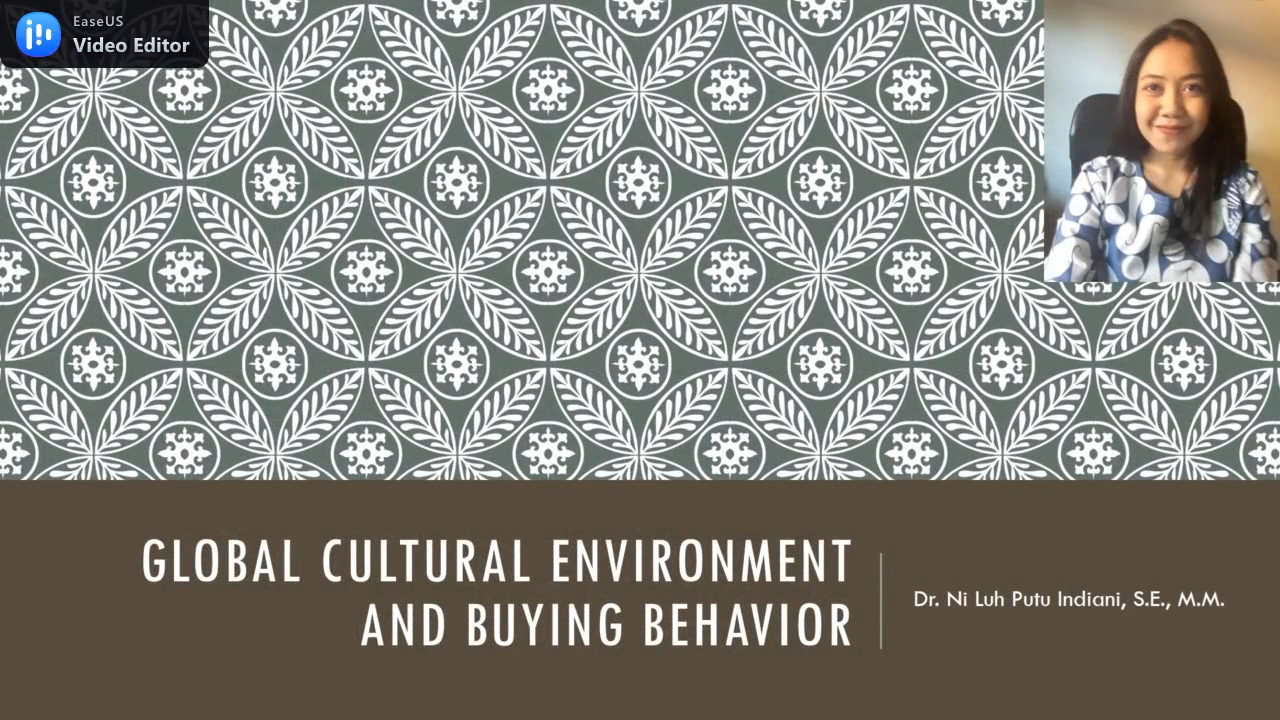 EaseUS
Video Editor
GLOBAL CULTURAL ENVIRONMENT
AND BUYING BEHAVIOR
Dr. Ni Luh Putu Indiani, S.E., M.M.